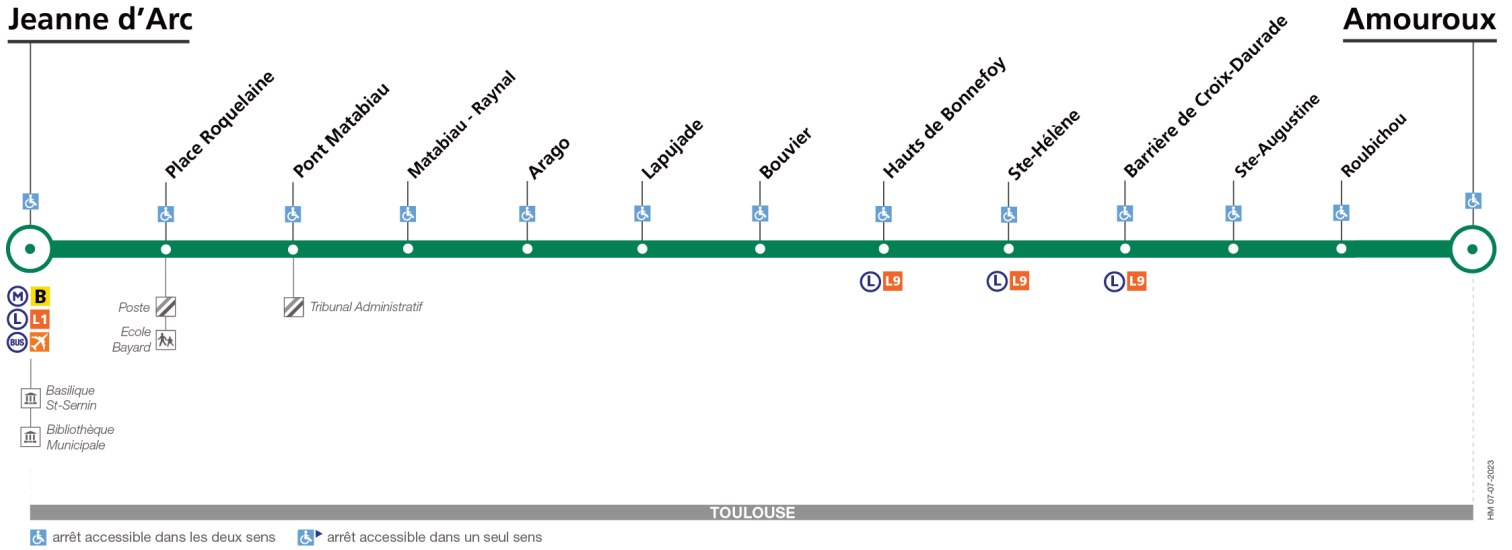 Jeanne d'Arc
Place Roquelaine
Pont Matabiau
Matabiau - Raynal
Arago
Lapujade
Bouvier
Hauts de Bonnefoy
Ste-Hélène
Barrière de Croix-Daurade
Ste-Augustine
Roubichou
Amouroux
M B
L L1
BUS
Basilique
St-Sernin
Bibliothèque
Municipale
Poste
Ecole
Bayard
Tribunal Administratif
L L9
L L9
L L9
TOULOUSE
arrêt accessible dans les deux sens
arrêt accessible dans un seul sens
HM 07-07-2023